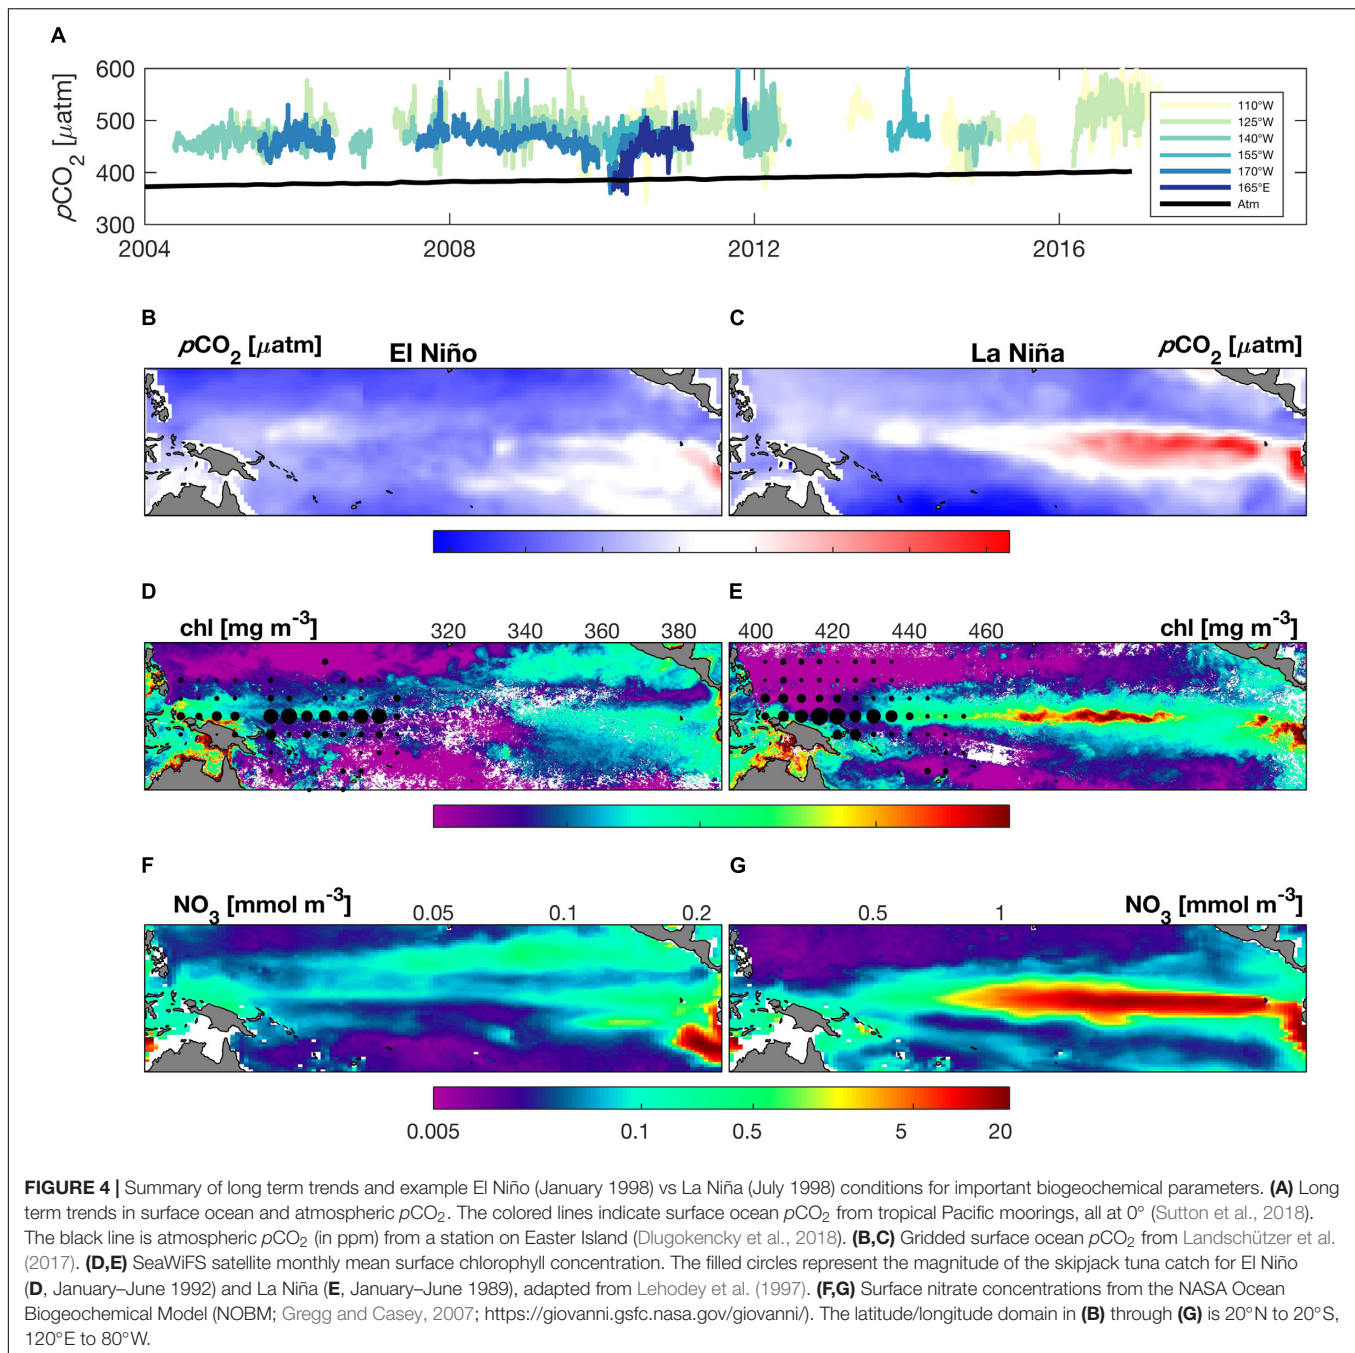 A
pCO2 [µatm]
600
500
400
300
2004 2008 2012 2016
110°W
125°W
140°W
155°W
170°W
165°E
Atm
B C
pCO2 [µatm] El Niño La Niña pCO2 [µatm]
D E
chl [mg m-3] 320 340 360 380 400 420 440 460 chl [mg m-3]
F G
NO3 [mmol m-3] 0.05 0.1 0.2 0.5 1 NO3 [mmol m-3]
0.005 0.1 0.5 5 20
FIGURE 4 | Summary of long term trends and example El Niño (January 1998) vs La Niña (July 1998) conditions for important biogeochemical parameters. (A) Long
term trends in surface ocean and atmospheric pCO2. The colored lines indicate surface ocean pCO2 from tropical Pacific moorings, all at 0° (Sutton et al., 2018).
The black line is atmospheric pCO2 (in ppm) from a station on Easter Island (Dlugokencky et al., 2018). (B,C) Gridded surface ocean pCO2 from Landschützer et al.
(2017). (D,E) SeaWiFS satellite monthly mean surface chlorophyll concentration. The filled circles represent the magnitude of the skipjack tuna catch for El Niño
(D, January–June 1992) and La Niña (E, January–June 1989), adapted from Lehodey et al. (1997). (F,G) Surface nitrate concentrations from the NASA Ocean
Biogeochemical Model (NOBM; Gregg and Casey, 2007; https://giovanni.gsfc.nasa.gov/giovanni/). The latitude/longitude domain in (B) through (G) is 20°N to 20°S,
120°E to 80°W.